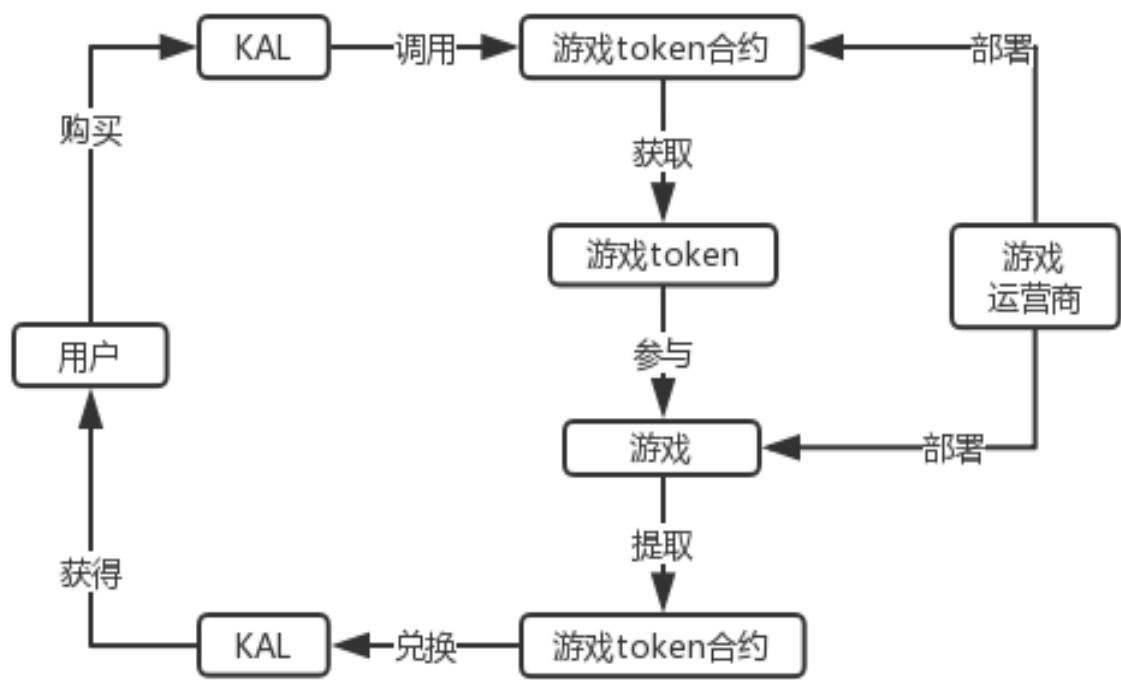 KAL
调用
游戏token合约
部署
购买
获取
游戏token
游戏
运营商
参与
用户
游戏
部署
提取
获得
KAL
兑换
游戏token合约